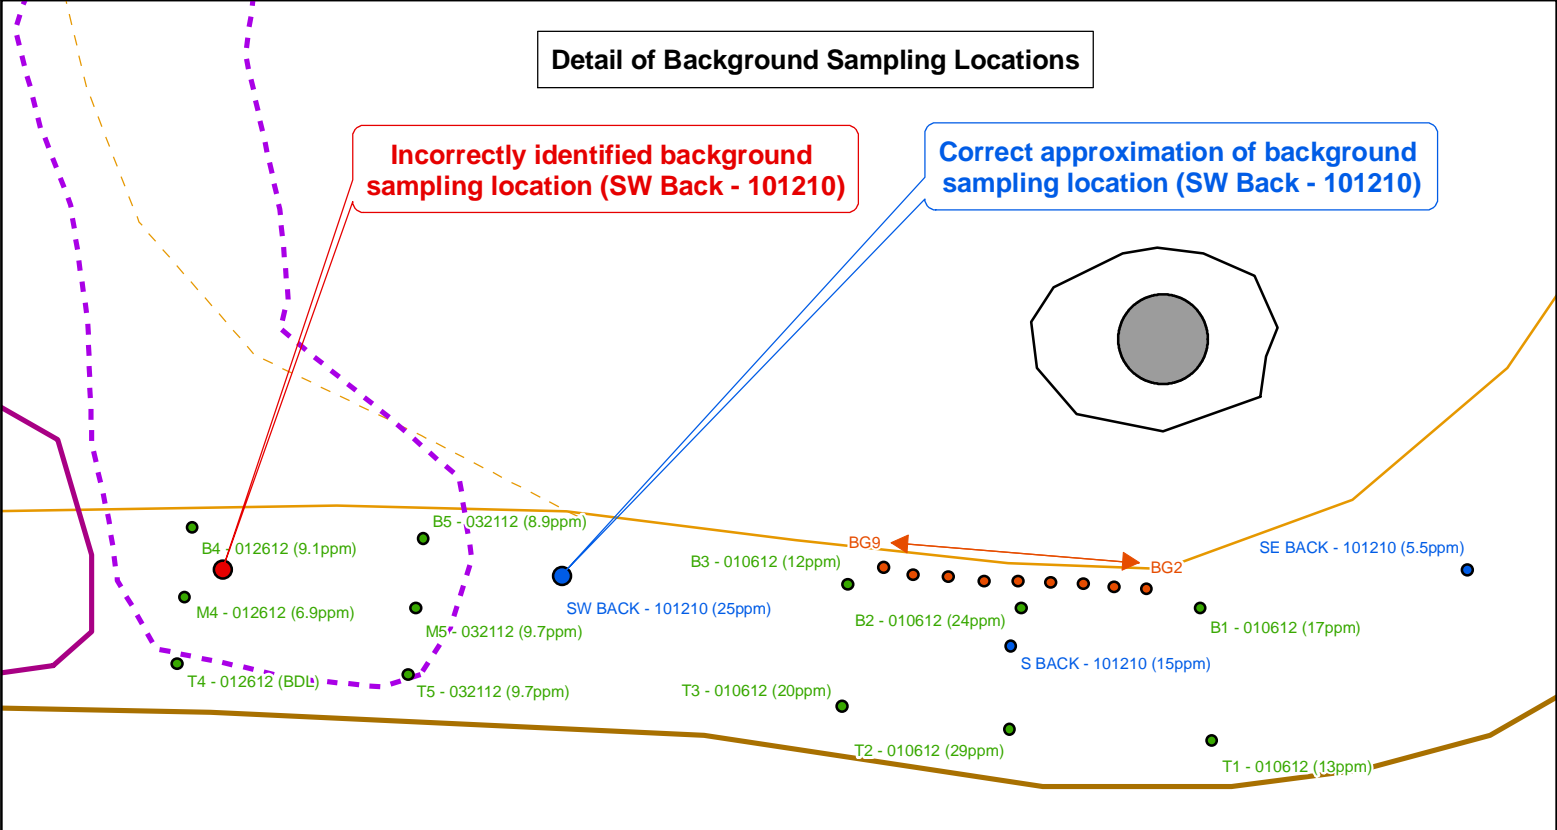 Detail of Background Sampling Locations
Incorrectly identified background
sampling location (SW Back - 101210)
Correct approximation of background
sampling location (SW Back - 101210)
B5 - 032112 (8.9ppm)
B4 - 012612 (9.1ppm)
BG9
BG2
SE BACK - 101210 (5.5ppm)
B3 - 010612 (12ppm)
M4 - 012612 (6.9ppm)
SW BACK - 101210 (25ppm)
B2 - 010612 (24ppm)
B1 - 010612 (17ppm)
M5 - 032112 (9.7ppm)
S BACK - 101210 (15ppm)
T4 - 012612 (BDL)
T5 - 032112 (9.7ppm)
T3 - 010612 (20ppm)
T2 - 010612 (29ppm)
T1 - 010612 (13ppm)